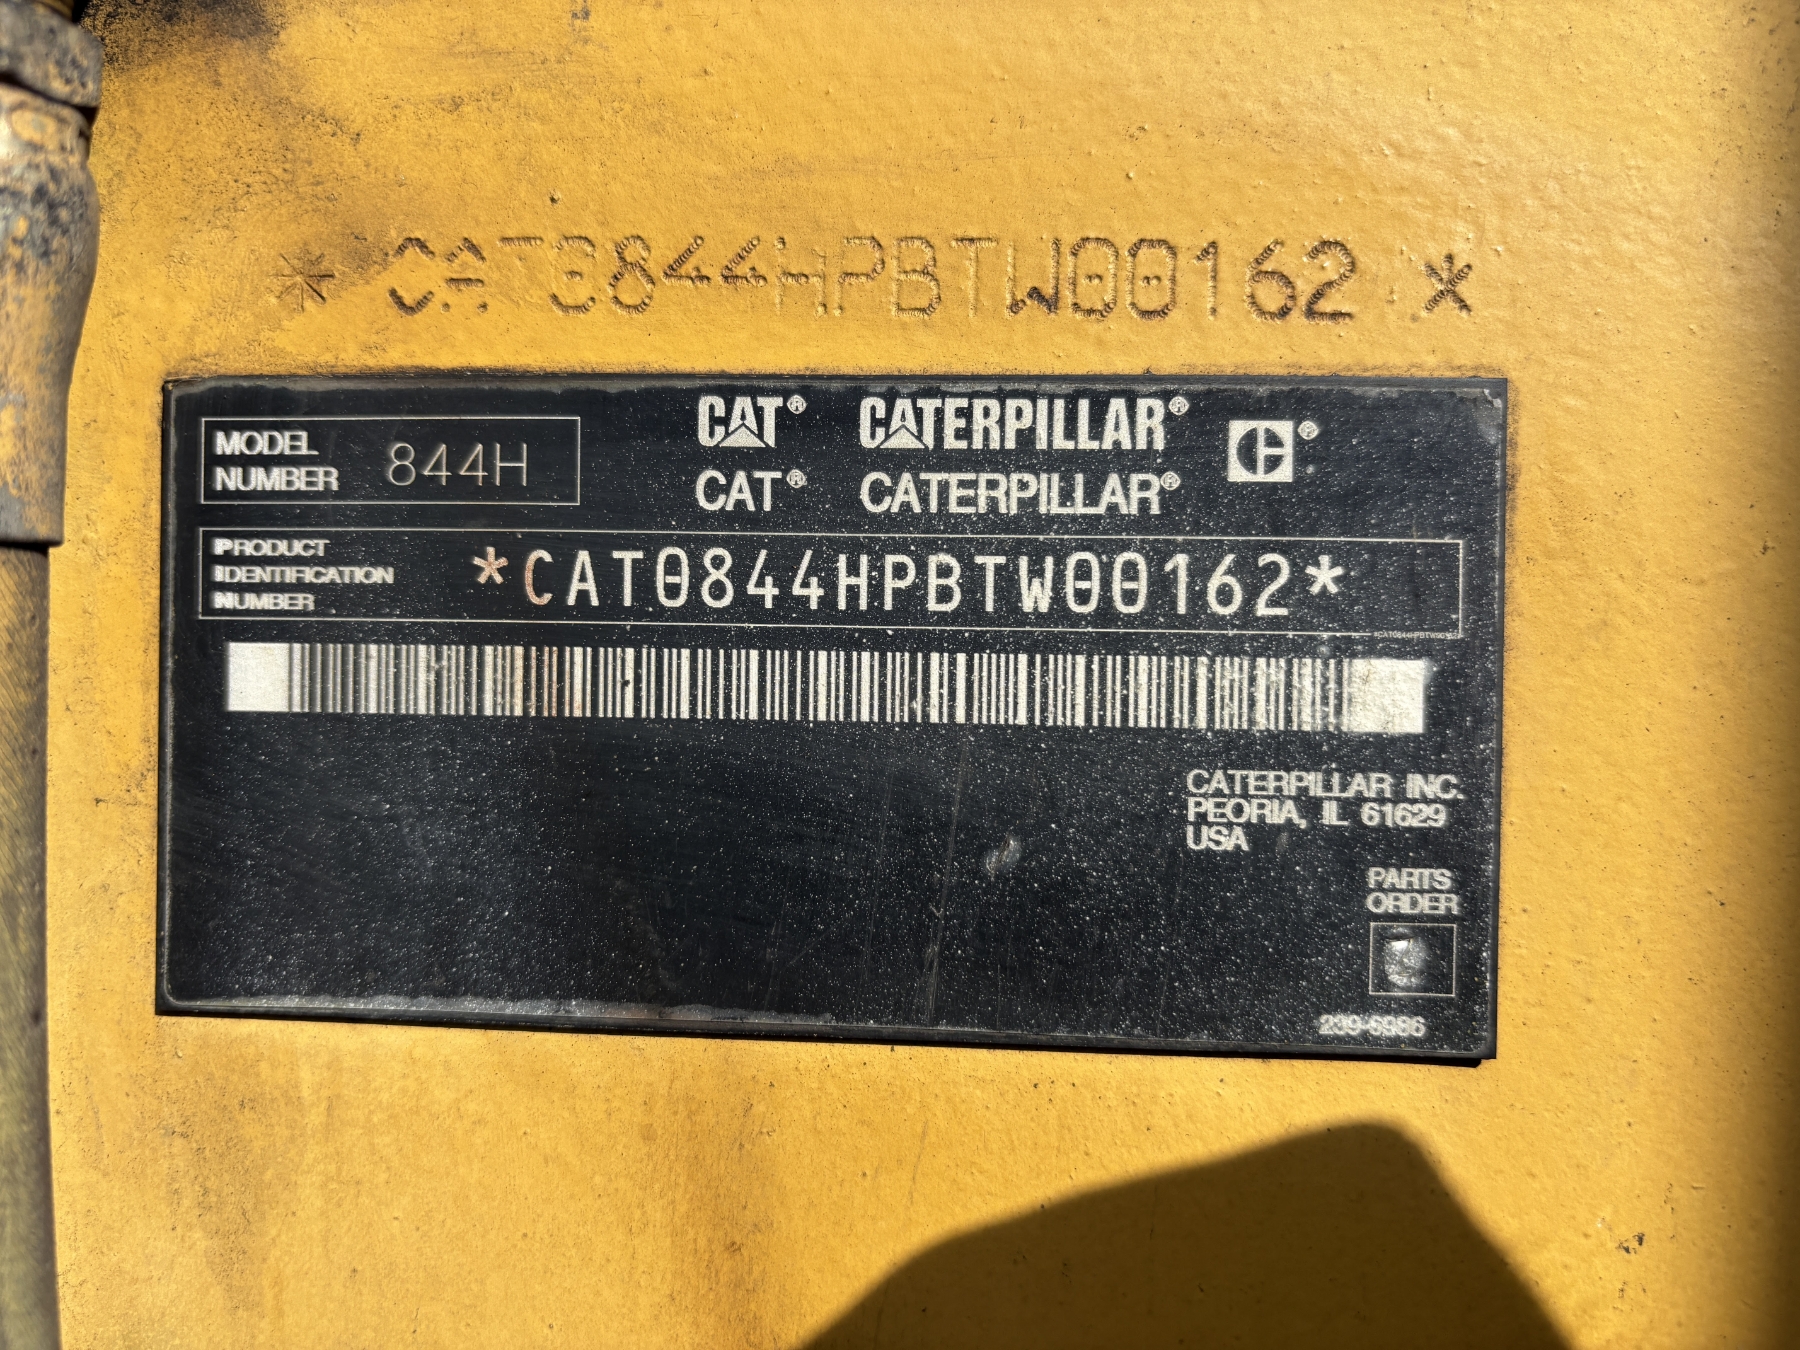 * CAT0844HPBTW00162 *
MODEL NUMBER 844H
CAT® CATERPILLAR® ®
CAT® CATERPILLAR®
PRODUCT IDENTIFICATION NUMBER *CAT0844HPBTW00162*
CATERPILLAR INC.
PEORIA, IL 61629
USA
PARTS
ORDER
239-5986